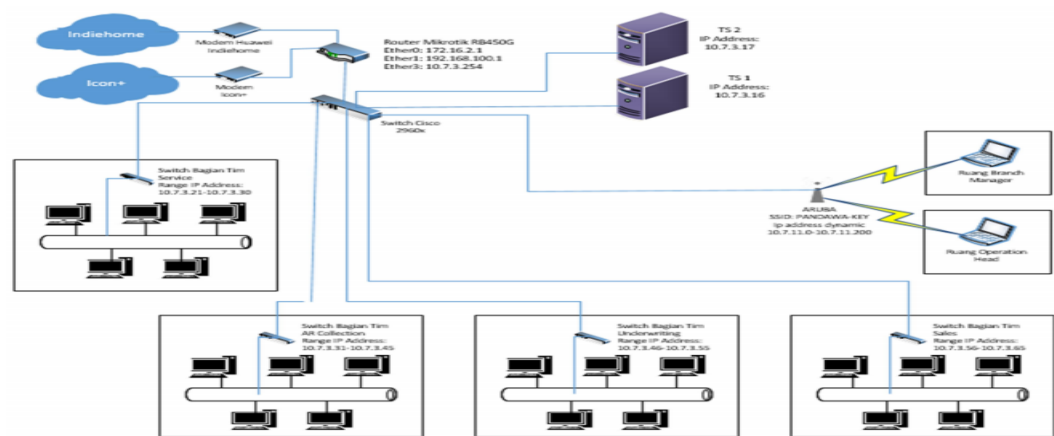 Indiehome
Modem Huawei
Indiehome
Router Mikrotik RB450G
Ether0: 172.16.2.1
Ether1: 192.168.100.1
Ether3: 10.7.3.254
TS 2
IP Address:
10.7.3.17
Icon+
Modem
Icon+
TS 1
IP Address:
10.7.3.16
Switch Cisco
2960x
Switch Bagian Tim
Service
Range IP Address:
10.7.3.21-10.7.3.30
Ruang Branch
Manager
ARUBA
SSID: PANDAWA-KEY
Ip address dynamic
10.7.11.0-10.7.11.200
Ruang Operation
Head
Switch Bagian Tim
AR Collection
Range IP Address:
10.7.3.31-10.7.3.45
Switch Bagian Tim
Underwriting
Range IP Address:
10.7.3.46-10.7.3.55
Switch Bagian Tim
Sales
Range IP Address:
10.7.3.56-10.7.3.65